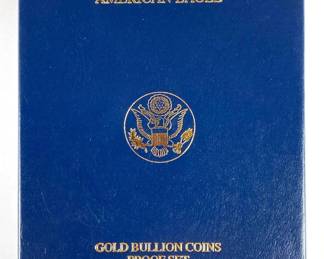 AMERICAN EAGLE
GOLD BULLION COINS
PROOF SET